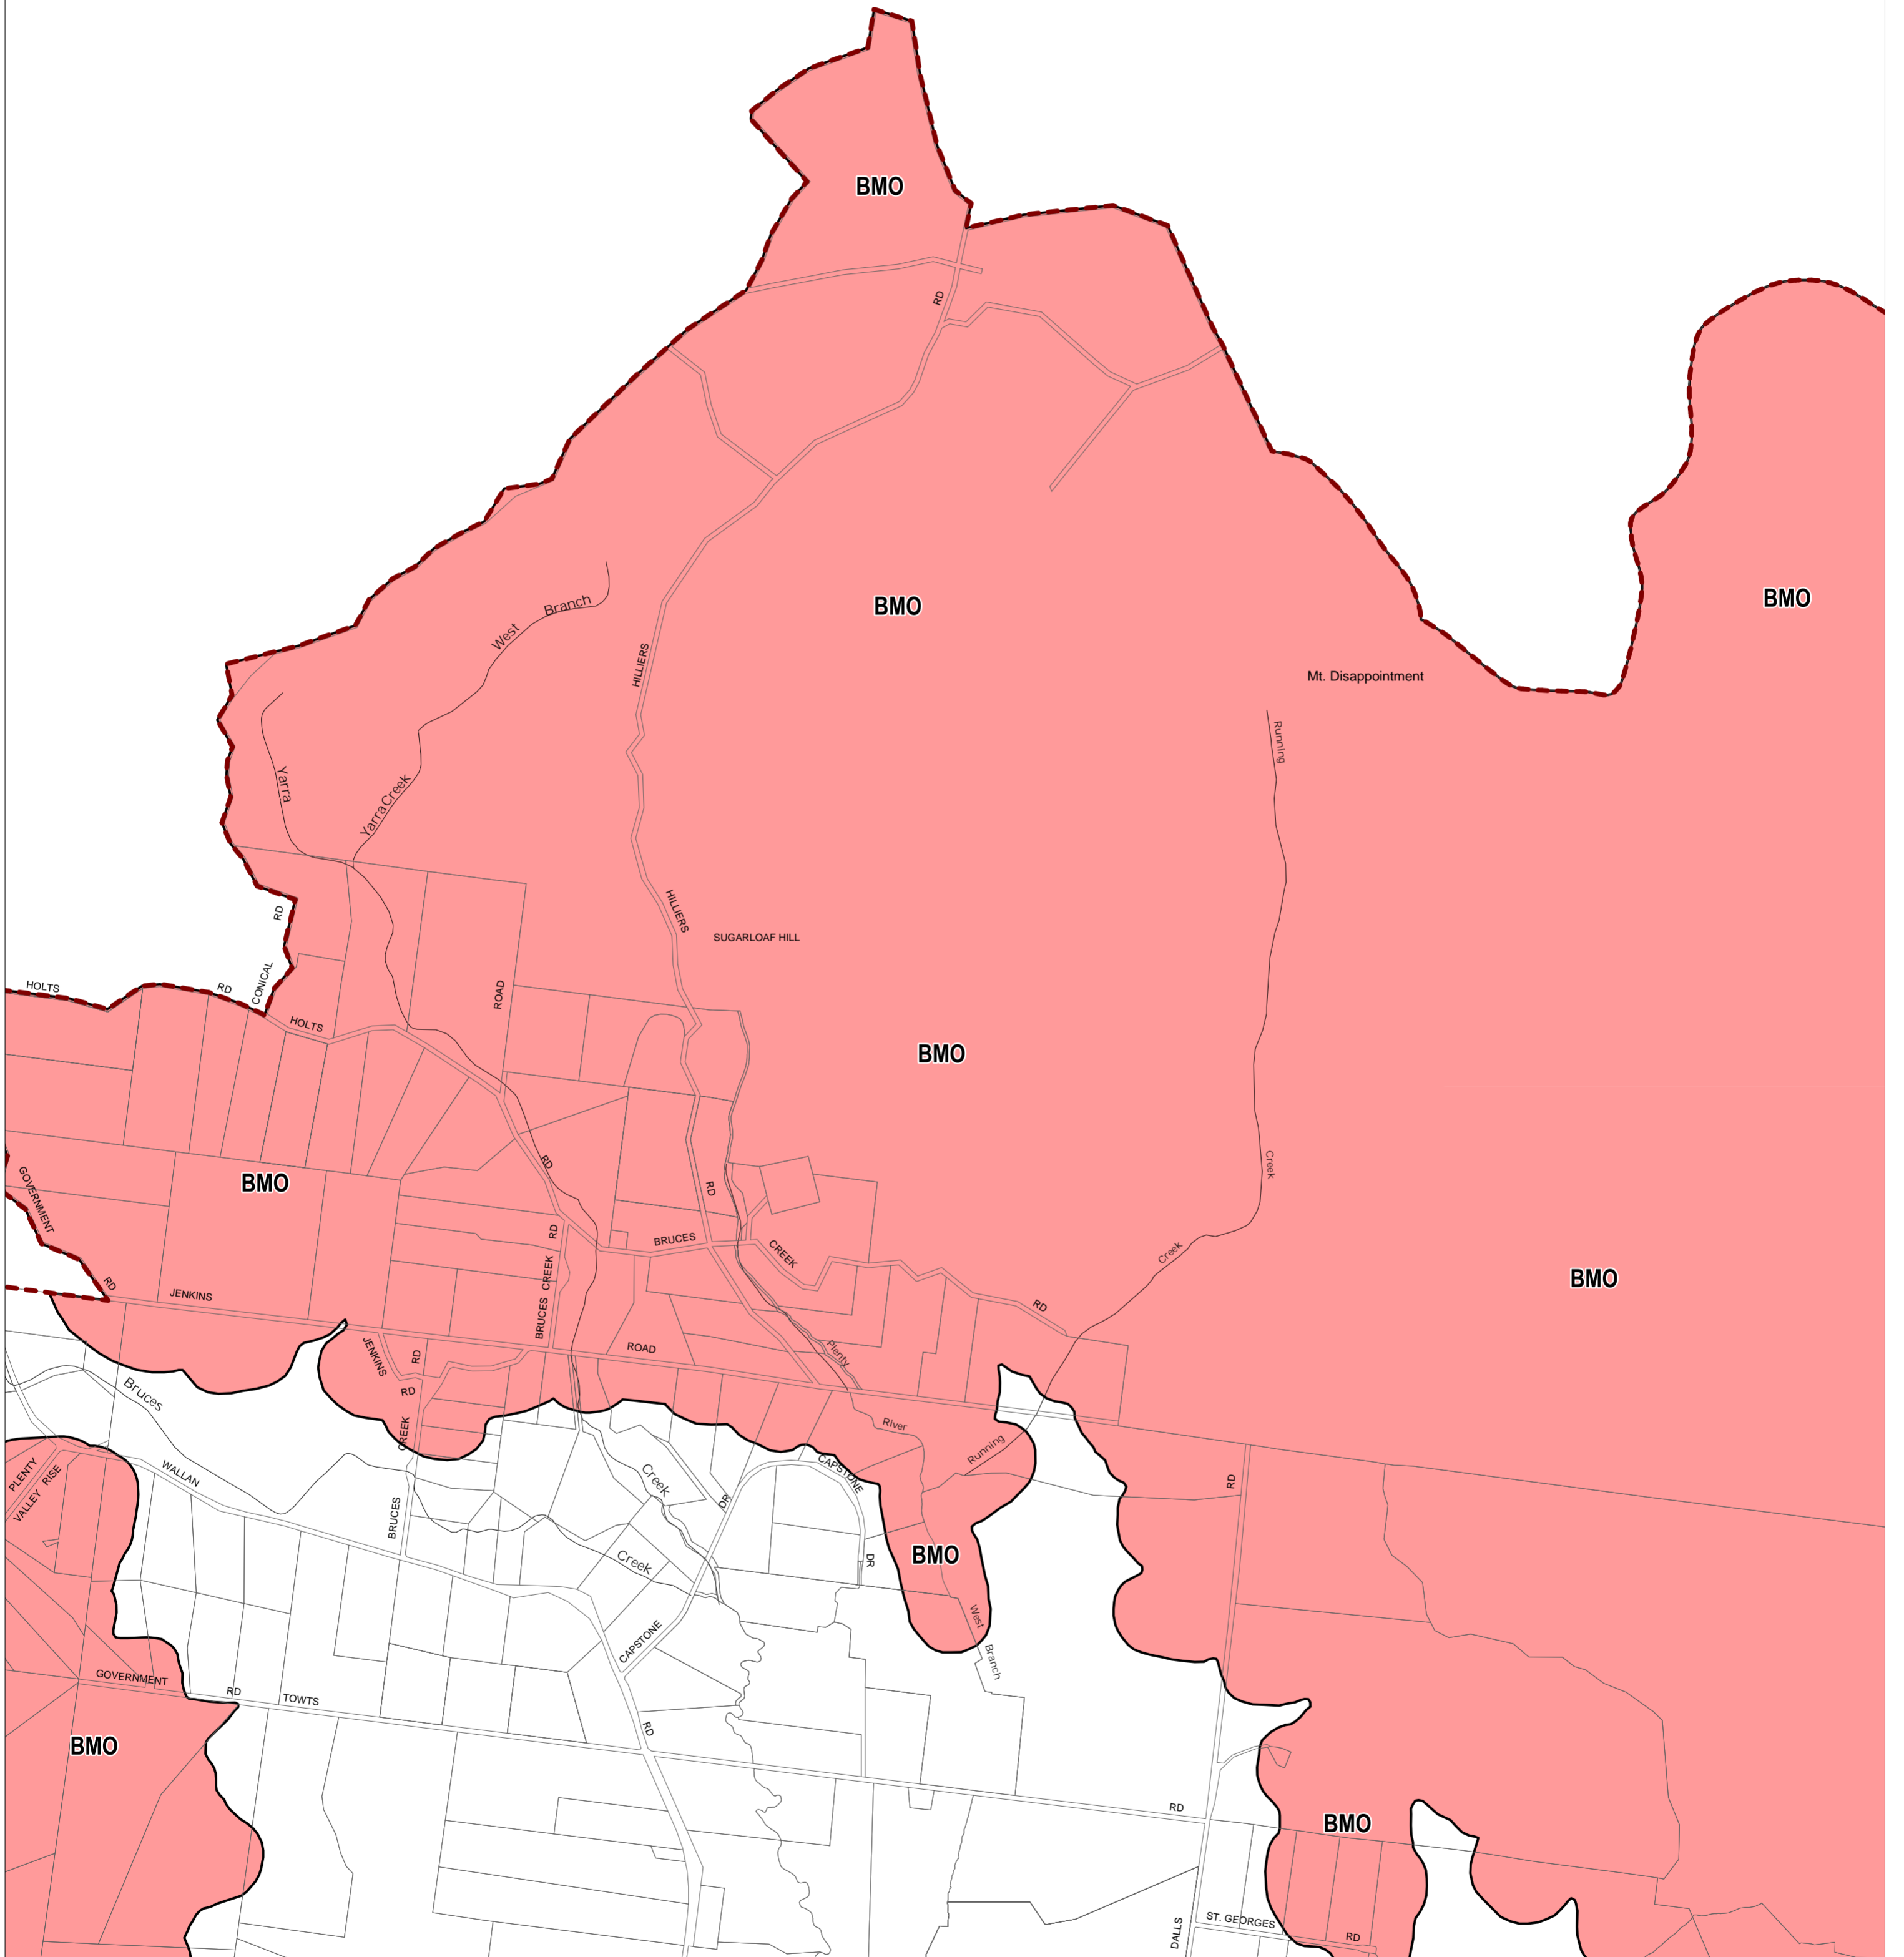 BMO
RD
BMO
BMO
Branch
West
HILLIERS
Mt. Disappointment
Running
Yarra
Yarra Creek
HILLIERS
RD
SUGARLOAF HILL
CONICAL
HOLTS
RD
ROAD
HOLTS
BMO
Creek
RD
GOVERNMENT
BMO
RD
RD
BRUCES
CREEK
Creek
BMO
RD
JENKINS
BRUCES CREEK
RD
JENKINS
RD
ROAD
Plenty
RD
Bruces
CREEK
River
Running
PLENTY
VALLEY RISE
WALLAN
Creek
CAPSTONE
RD
DR
BRUCES
BMO
DR
Creek
West
Branch
CAPSTONE
GOVERNMENT
RD
TOWTS
RD
BMO
RD
BMO
ST. GEORGES
RD
DALLS